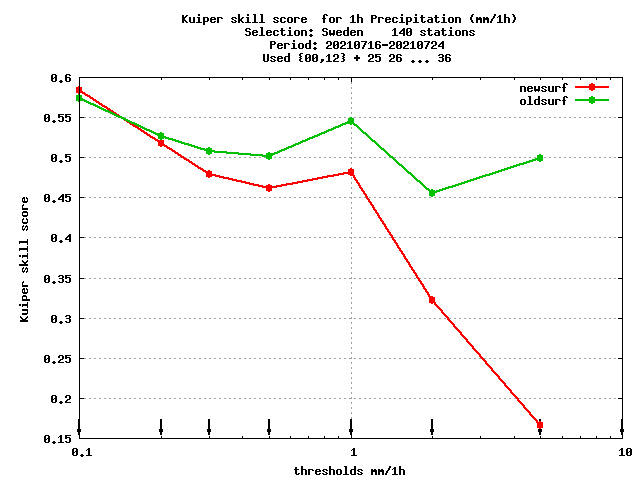 Kuiper skill score  for 1h Precipitation (mm/1h)
Selection: Sweden    140 stations
Period: 20210716-20210724
Used {00,12} + 25 26 ... 36
newsurf
oldsurf
0.6
0.55
0.5
0.45
0.4
0.35
0.3
0.25
0.2
0.15
Kuiper skill score
0.1
1
10
thresholds mm/1h